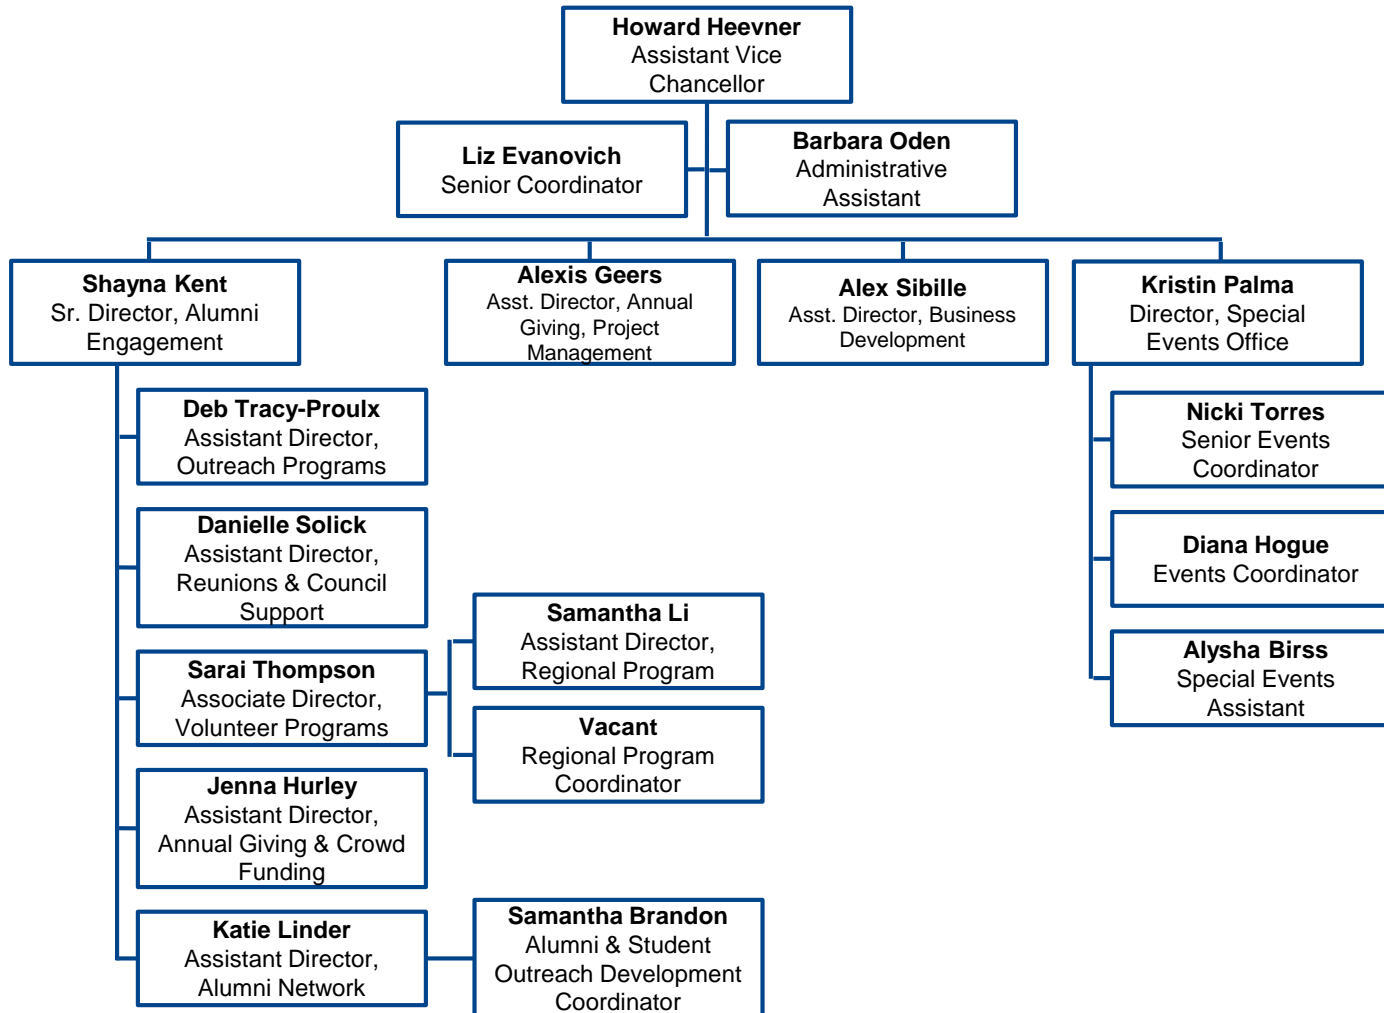 Howard Heevner
Assistant Vice
Chancellor
Liz Evanovich
Senior Coordinator
Barbara Oden
Administrative
Assistant
Shayna Kent
Sr. Director, Alumni
Engagement
Alexis Geers
Asst. Director, Annual
Giving, Project
Management
Alex Sibille
Asst. Director, Business
Development
Kristin Palma
Director, Special
Events Office
Deb Tracy-Proulx
Assistant Director,
Outreach Programs
Danielle Solick
Assistant Director,
Reunions & Council
Support
Sarai Thompson
Associate Director,
Volunteer Programs
Samantha Li
Assistant Director,
Regional Program
Vacant
Regional Program
Coordinator
Jenna Hurley
Assistant Director,
Annual Giving & Crowd
Funding
Katie Linder
Assistant Director,
Alumni Network
Samantha Brandon
Alumni & Student
Outreach Development
Coordinator
Nicki Torres
Senior Events
Coordinator
Diana Hogue
Events Coordinator
Alysha Birss
Special Events
Assistant